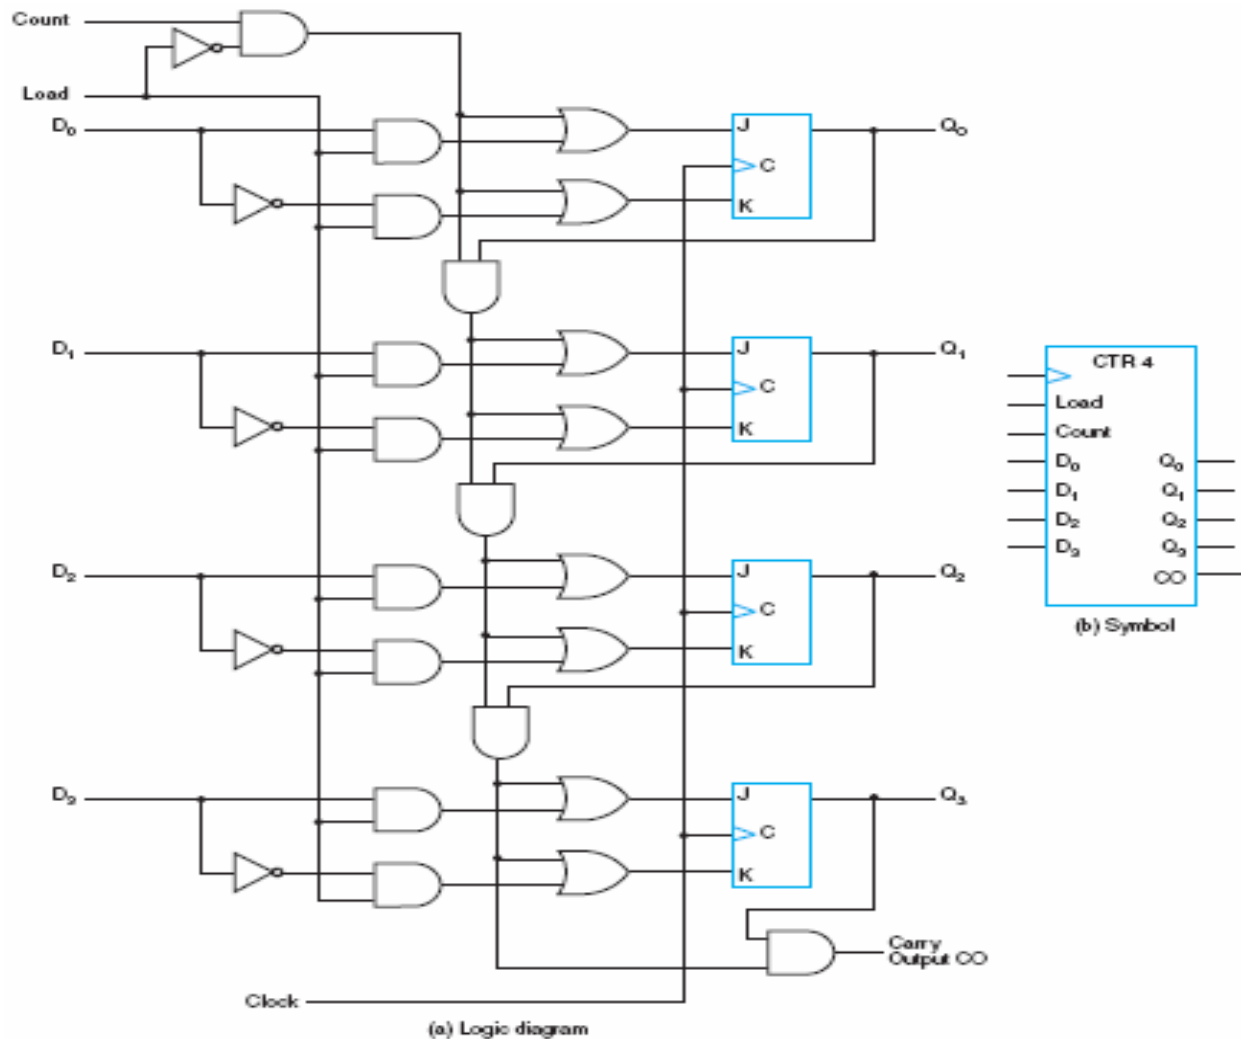 Count
Load
D₀
J
Q₀
C
K
D₁
J
Q₁
C
K
D₂
J
Q₂
C
K
D₃
J
Q₃
C
K
Carry
Output CO
Clock
(a) Logic diagram
CTR 4
Load
Count
D₀ Q₀
D₁ Q₁
D₂ Q₂
D₃ Q₃
CO
(b) Symbol